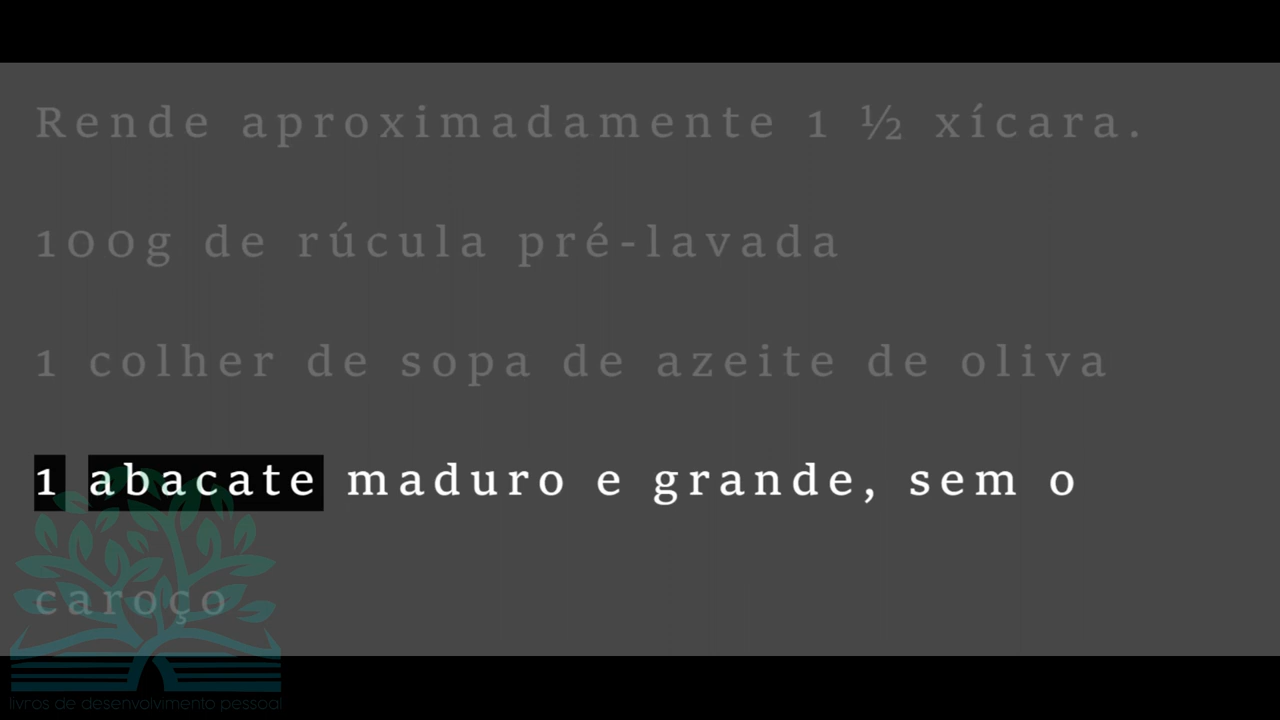 Rende aproximadamente 1 ½ xícara.
100g de rúcula pré-lavada
1 colher de sopa de azeite de oliva
1 abacate maduro e grande, sem o
caroço
livros de desenvolvimento pessoal